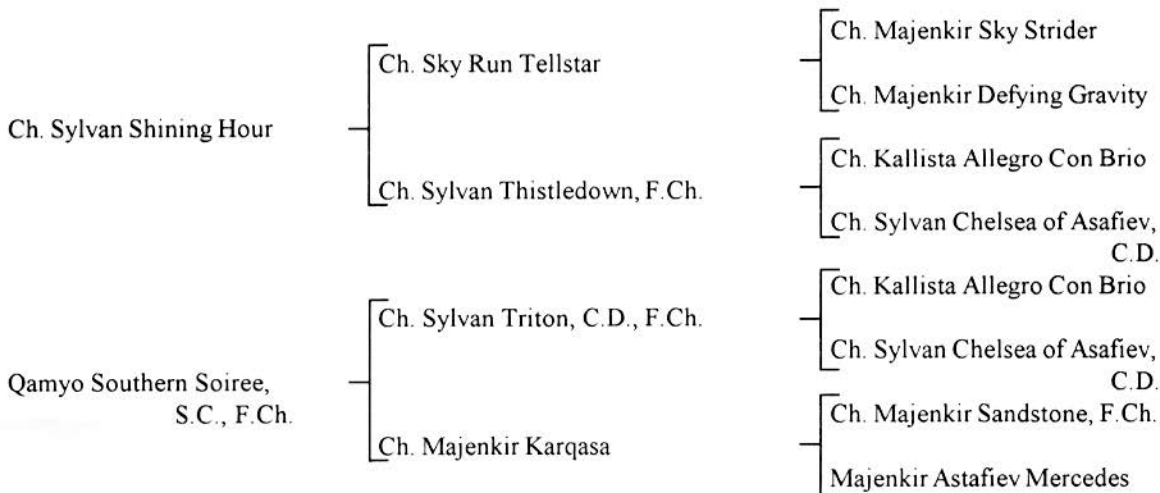 Ch. Sylvan Shining Hour
Ch. Sky Run Tellstar
Ch. Majenkir Sky Strider
Ch. Majenkir Defying Gravity
Ch. Sylvan Thistledown, F.Ch.
Ch. Kallista Allegro Con Brio
Ch. Sylvan Chelsea of Asafiev,
C.D.
Qamyo Southern Soiree,
S.C., F.Ch.
Ch. Sylvan Triton, C.D., F.Ch.
Ch. Kallista Allegro Con Brio
Ch. Sylvan Chelsea of Asafiev,
C.D.
Ch. Majenkir Karqasa
Ch. Majenkir Sandstone, F.Ch.
Majenkir Astafiev Mercedes